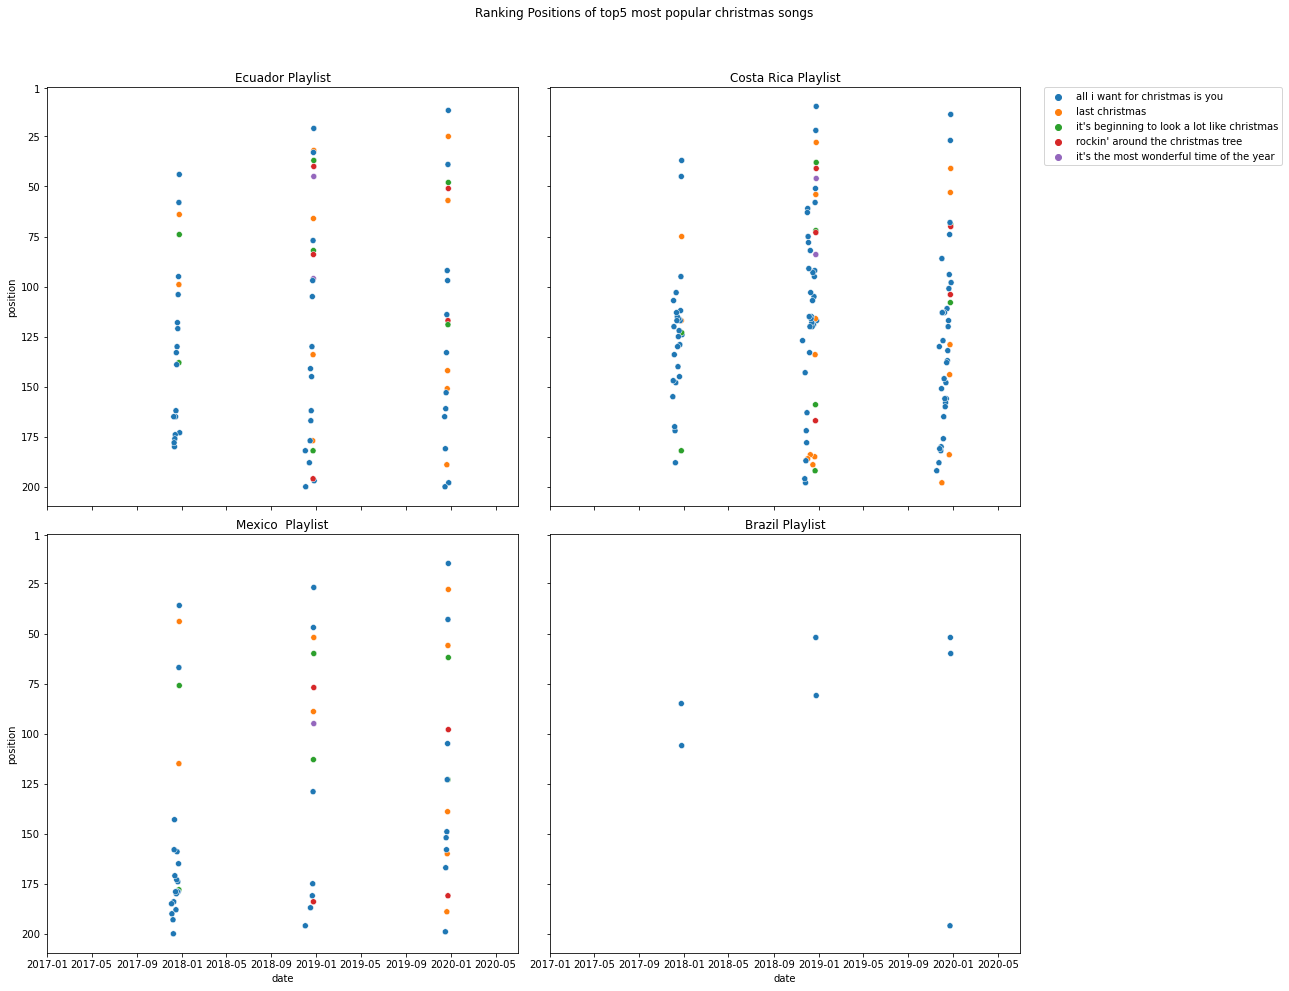 Ranking Positions of top5 most popular christmas songs
Ecuador Playlist
Costa Rica Playlist
all i want for christmas is you
last christmas
it's beginning to look a lot like christmas
rockin' around the christmas tree
it's the most wonderful time of the year
1
25
50
75
100
125
150
175
200
position
Mexico  Playlist
Brazil Playlist
1
25
50
75
100
125
150
175
200
position
2017-01 2017-05 2017-09 2018-01 2018-05 2018-09 2019-01 2019-05 2019-09 2020-01 2020-05
date
2017-01 2017-05 2017-09 2018-01 2018-05 2018-09 2019-01 2019-05 2019-09 2020-01 2020-05
date